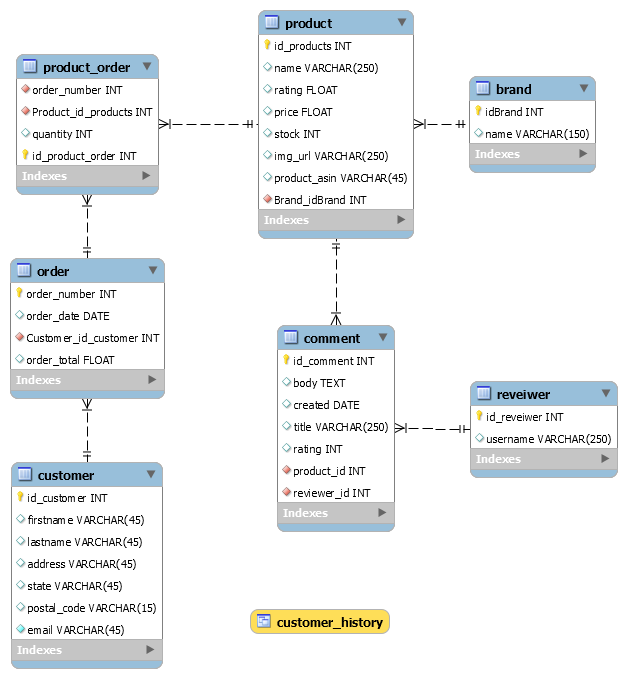 product
id_products INT
name VARCHAR(250)
rating FLOAT
price FLOAT
stock INT
img_url VARCHAR(250)
product_asin VARCHAR(45)
Brand_idBrand INT
Indexes
product_order
order_number INT
Product_id_products INT
quantity INT
id_product_order INT
Indexes
brand
idBrand INT
name VARCHAR(150)
Indexes
order
order_number INT
order_date DATE
Customer_id_customer INT
order_total FLOAT
Indexes
comment
id_comment INT
body TEXT
created DATE
title VARCHAR(250)
rating INT
product_id INT
reviewer_id INT
Indexes
reveiwer
id_reveiwer INT
username VARCHAR(250)
Indexes
customer
id_customer INT
firstname VARCHAR(45)
lastname VARCHAR(45)
address VARCHAR(45)
state VARCHAR(45)
postal_code VARCHAR(15)
email VARCHAR(45)
Indexes
customer_history